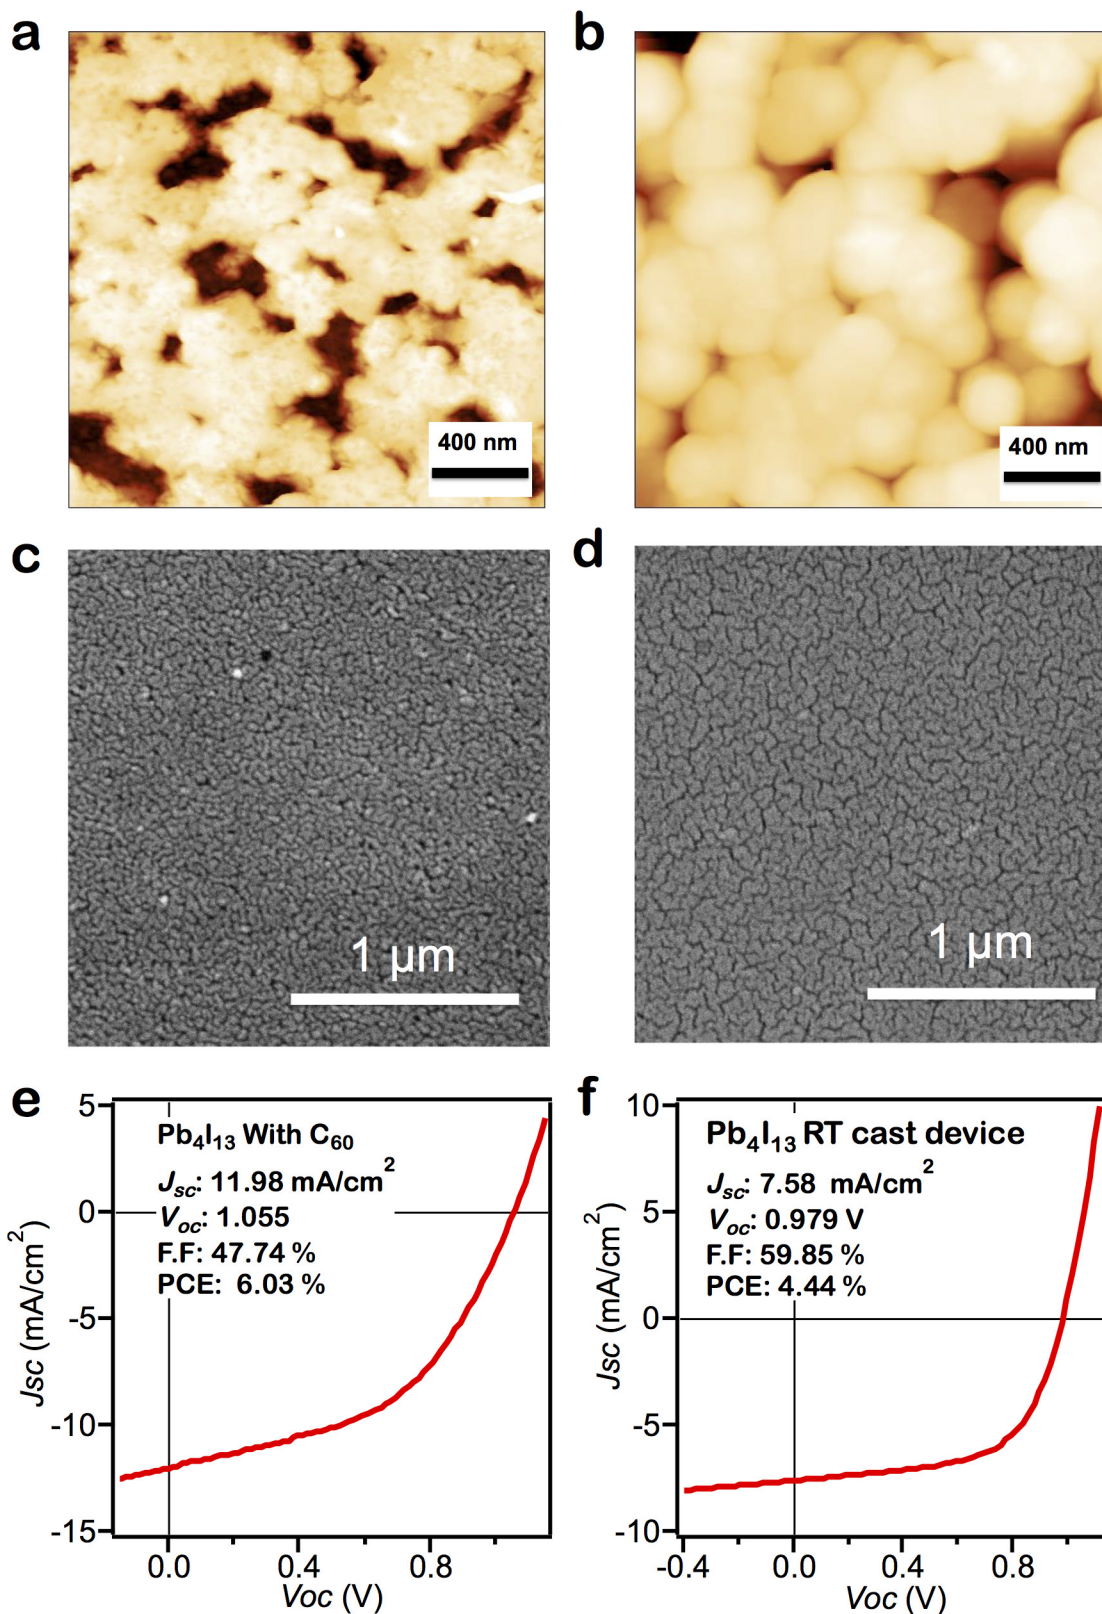 a
b
400 nm
400 nm
c
d
1 µm
1 µm
e
f
5
0
-5
-10
-15
Jsc (mA/cm²)
Pb₄I₁₃ With C₆₀
Jsc: 11.98 mA/cm²
Voc: 1.055
F.F: 47.74 %
PCE: 6.03 %
0.0
0.4
0.8
Voc (V)
10
5
0
-5
-10
Jsc (mA/cm²)
Pb₄I₁₃ RT cast device
Jsc: 7.58 mA/cm²
Voc: 0.979 V
F.F: 59.85 %
PCE: 4.44 %
-0.4
0.0
0.4
0.8
Voc (V)